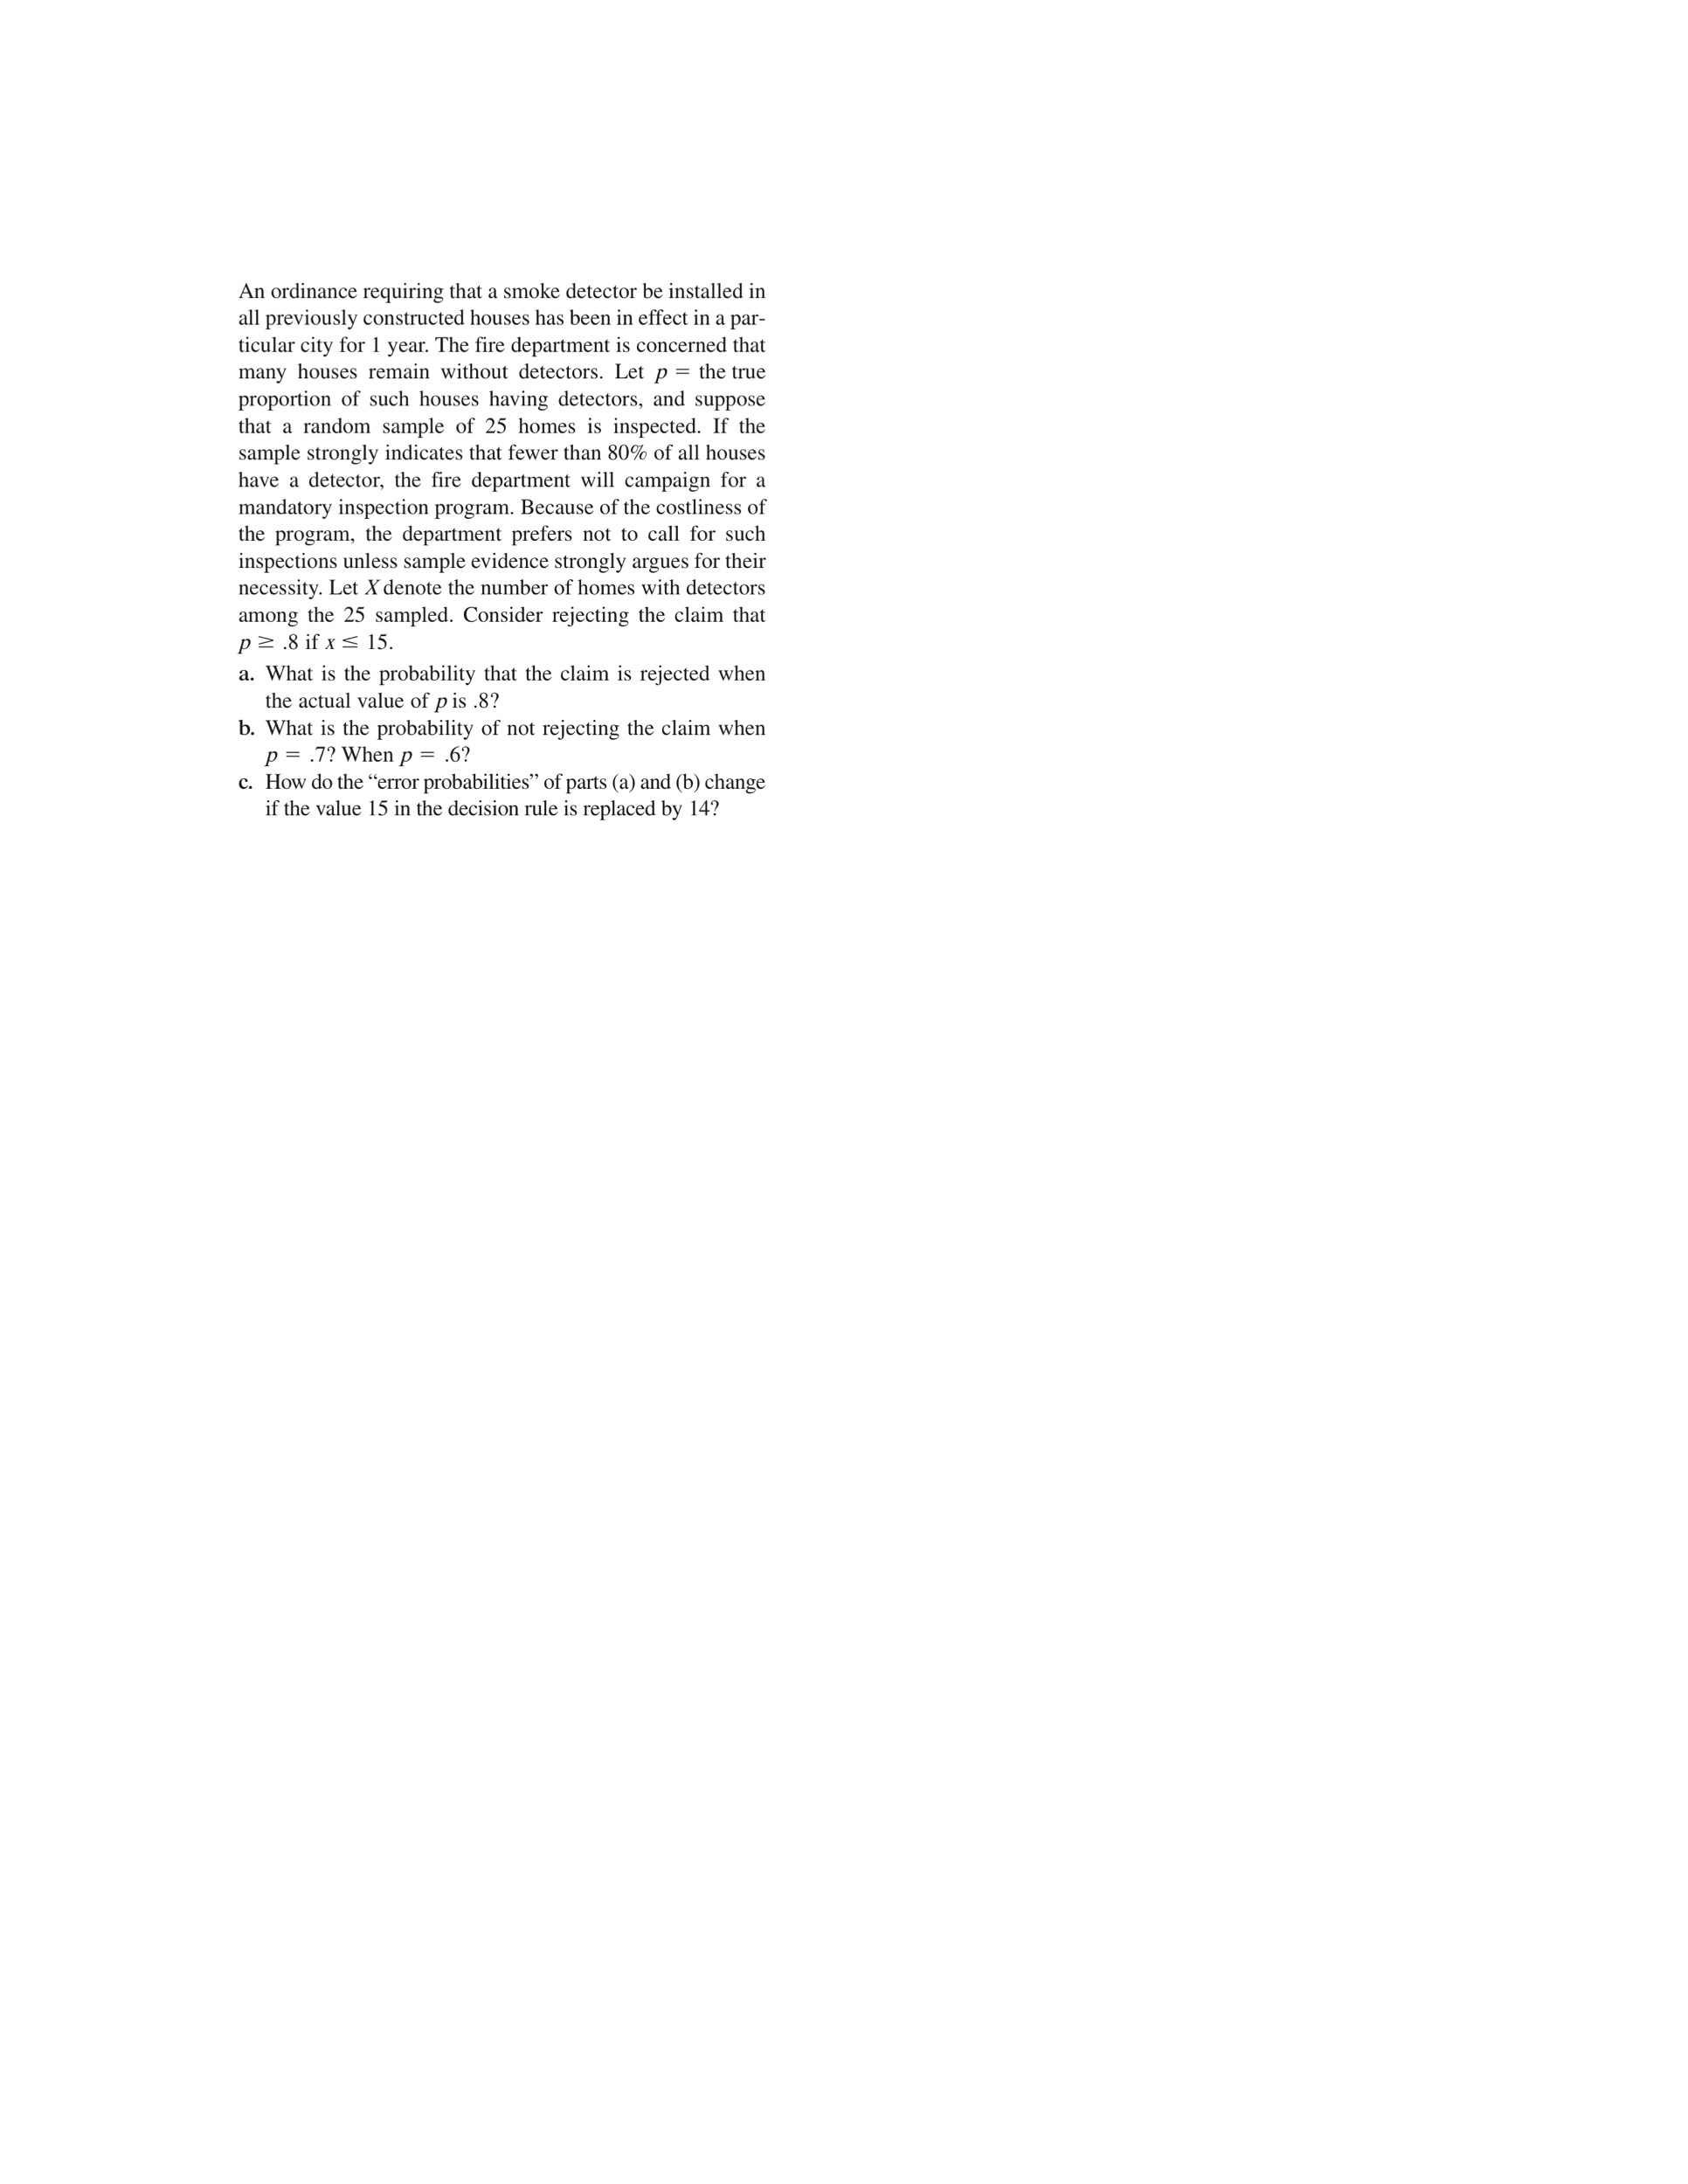 An ordinance requiring that a smoke detector be installed in
all previously constructed houses has been in effect in a par-
ticular city for 1 year. The fire department is concerned that
many houses remain without detectors. Let p = the true
proportion of such houses having detectors, and suppose
that a random sample of 25 homes is inspected. If the
sample strongly indicates that fewer than 80% of all houses
have a detector, the fire department will campaign for a
mandatory inspection program. Because of the costliness of
the program, the department prefers not to call for such
inspections unless sample evidence strongly argues for their
necessity. Let X denote the number of homes with detectors
among the 25 sampled. Consider rejecting the claim that
p ≥ .8 if x ≤ 15.
a. What is the probability that the claim is rejected when
the actual value of p is .8?
b. What is the probability of not rejecting the claim when
p = .7? When p = .6?
c. How do the “error probabilities” of parts (a) and (b) change
if the value 15 in the decision rule is replaced by 14?